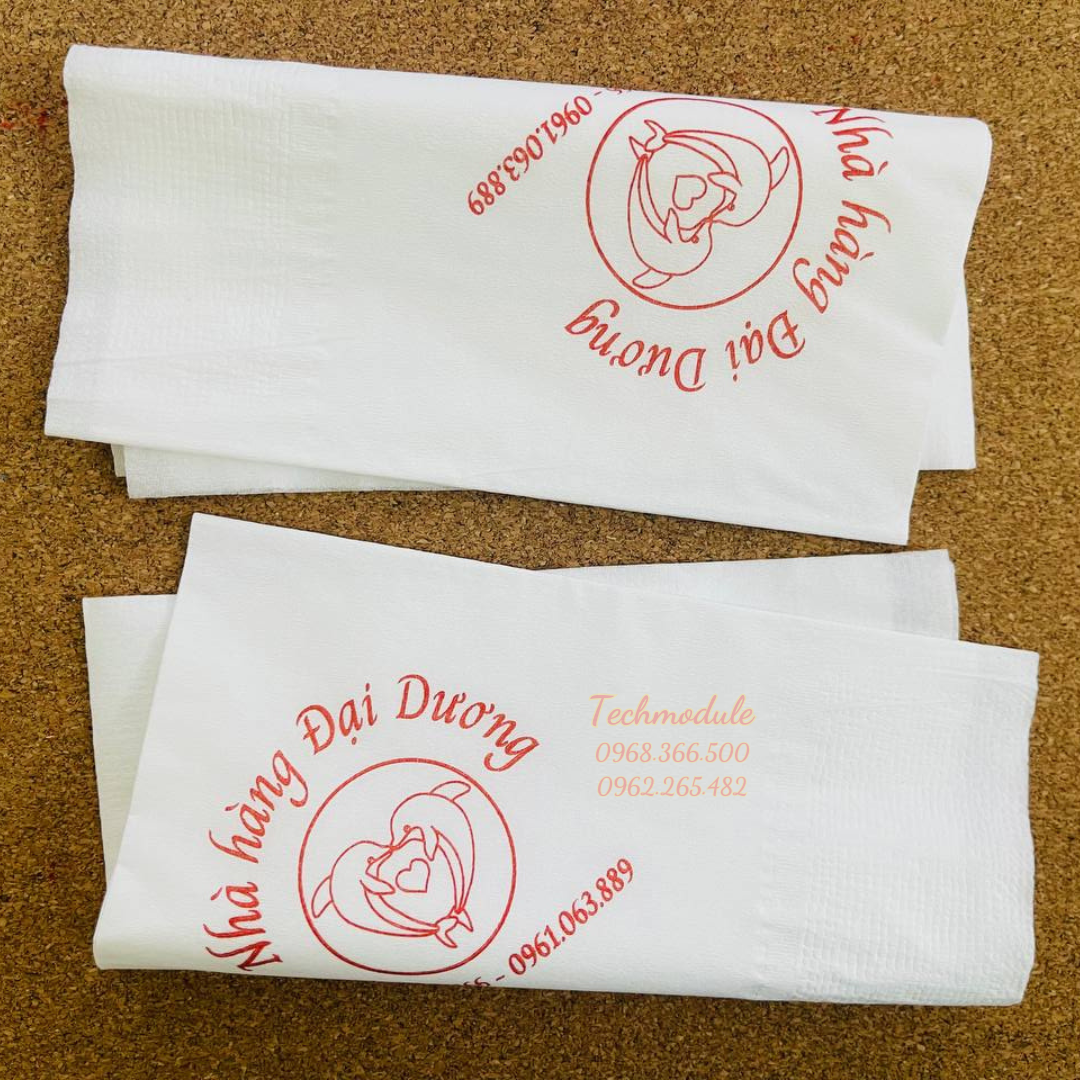 - 0961.063.889
Nhà hàng Đại Dương
Nhà hàng Đại Dương
- 0961.063.889
Techmodule
0968.366.500
0962.265.482